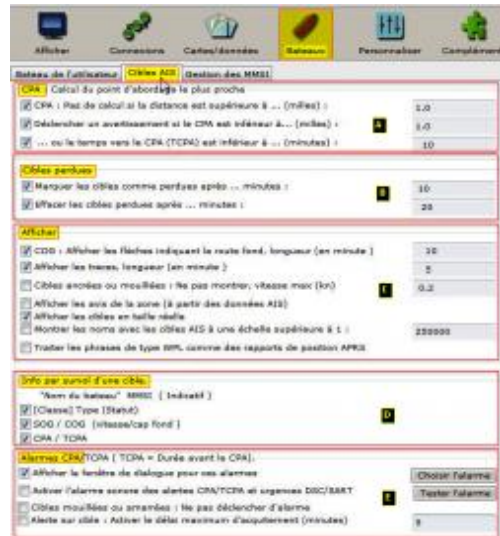 Afficher Connexions Cartes/données Bateaux Personnaliser Complément
Bateau de l'utilisateur Cibles AIS Gestion des MMSI
CPA Calcul du point d'abordage le plus proche
CPA : Pas de calcul si la distance est supérieure à ... (milles) : 1.0
Déclencher un avertissement si le CPA est inférieur à... (milles) : A 1.0
... ou le temps vers le CPA (TCPA) est inférieur à ... (minutes) : 10
Cibles perdues
Marquer les cibles comme perdues après ... minutes : 10
B
Effacer les cibles perdues après ... minutes : 20
Afficher
COG : Afficher les flèches indiquant la route fond, longueur (en minute ) 10
Afficher les traces, longueur (en minute ) 5
Cibles ancrées ou mouillées : Ne pas montrer, vitesse max (kn) 0.2
Afficher les avis de la zone (à partir des données AIS)
Afficher les cibles en taille réelle
Montrer les noms avec les cibles AIS à une échelle supérieure à 1 : 250000
Traiter les phrases de type WPL comme des rapports de position APRS
Info par survol d'une cible.
"Nom du bateau" MMSI ( Indicatif )
[Classe] Type (Statut) D
SOG / COG (vitesse/cap fond )
CPA / TCPA
Alarmes CPA/TCPA ( TCPA = Durée avant le CPA).
Afficher la fenêtre de dialogue pour ces alarmes Choisir l'alarme
Activer l'alarme sonore des alertes CPA/TCPA et urgences DSC/SART E Tester l'alarme
Cibles mouillées ou amarrées : Ne pas déclencher d'alarme
Alerte sur cible : Activer le délai maximum d'acquittement (minutes)